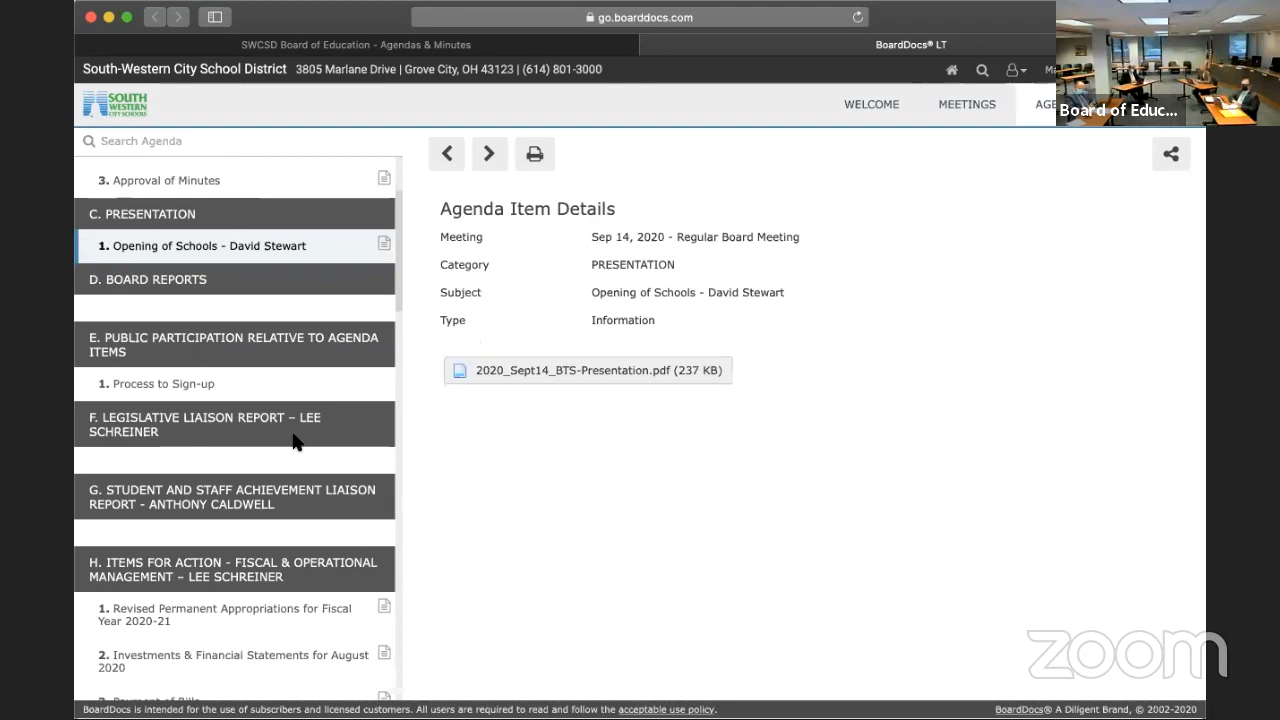 go.boarddocs.com
SWCSD Board of Education - Agendas & Minutes
BoardDocs® LT
South-Western City School District 3805 Marlane Drive | Grove City, OH 43123 | (614) 801-3000
Board of Educ...
SOUTH
WESTERN
CITY SCHOOLS
WELCOME
MEETINGS
Search Agenda
3. Approval of Minutes
C. PRESENTATION
1. Opening of Schools - David Stewart
D. BOARD REPORTS
E. PUBLIC PARTICIPATION RELATIVE TO AGENDA
ITEMS
1. Process to Sign-up
F. LEGISLATIVE LIAISON REPORT – LEE
SCHREINER
G. STUDENT AND STAFF ACHIEVEMENT LIAISON
REPORT - ANTHONY CALDWELL
H. ITEMS FOR ACTION - FISCAL & OPERATIONAL
MANAGEMENT – LEE SCHREINER
1. Revised Permanent Appropriations for Fiscal
Year 2020-21
2. Investments & Financial Statements for August
2020
Agenda Item Details
Meeting Sep 14, 2020 - Regular Board Meeting
Category PRESENTATION
Subject Opening of Schools - David Stewart
Type Information
2020_Sept14_BTS-Presentation.pdf (237 KB)
zoom
BoardDocs is intended for the use of subscribers and licensed customers. All users are required to read and follow the acceptable use policy.
BoardDocs® A Diligent Brand, © 2002-2020